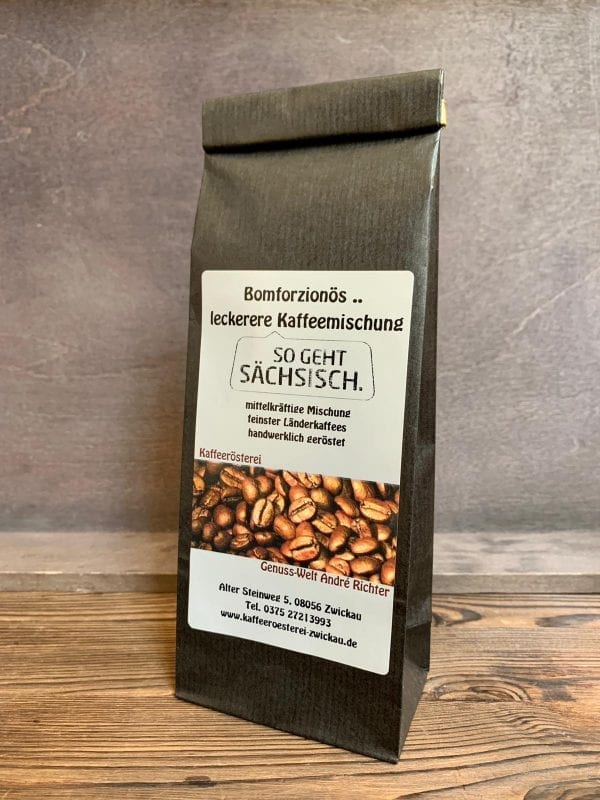 Bomforzionös ..
leckerere Kaffeemischung
SO GEHT
SÄCHSISCH.
mittelkräftige Mischung
feinster Länderkaffees
handwerklich geröstet
Kaffeerösterei
Genuss-Welt André Richter
Alter Steinweg 5, 08056 Zwickau
Tel. 0375 27213993
www.kaffeeroesterei-zwickau.de